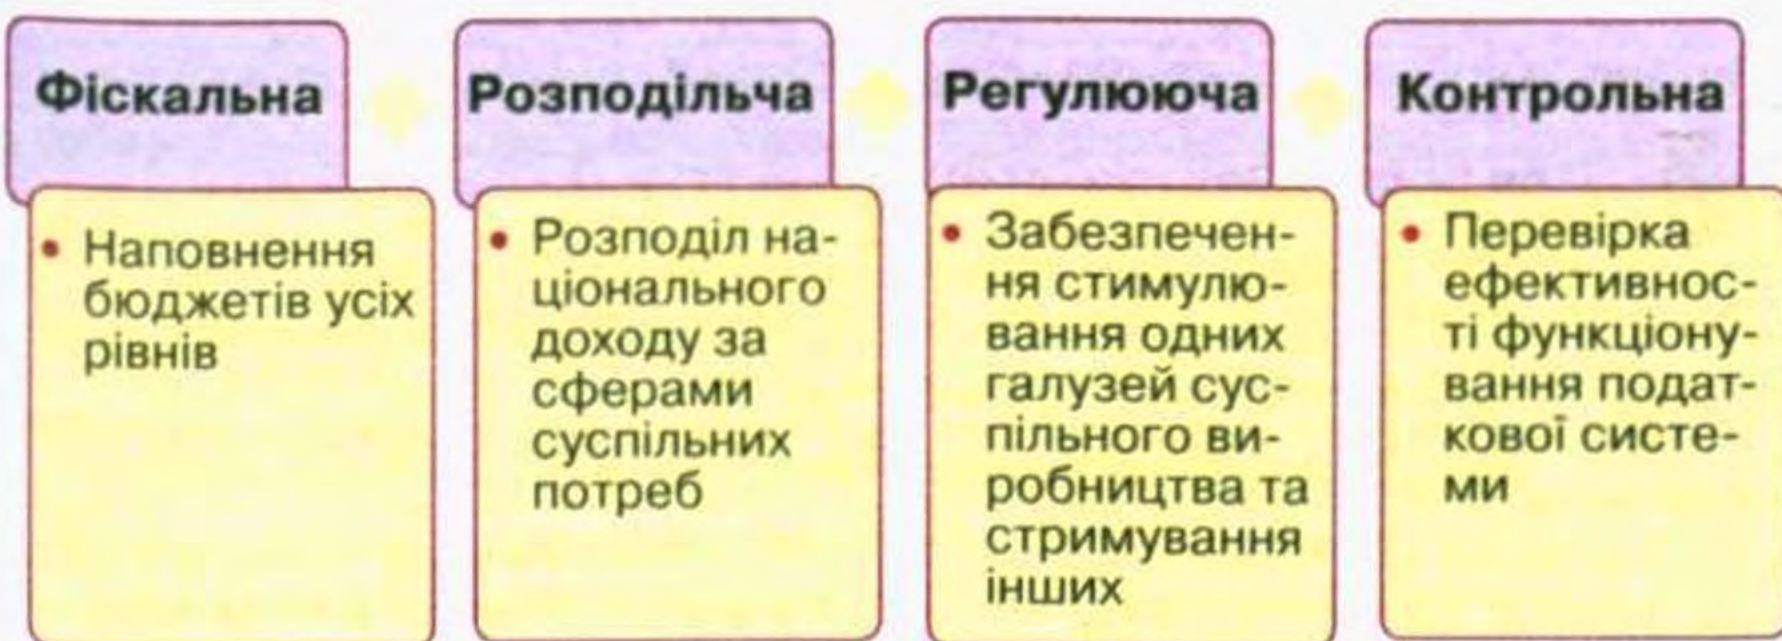 Фіскальна
Наповнення
бюджетів усіх
рівнів
Розподільча
Розподіл на-
ціонального
доходу за
сферами
суспільних
потреб
Регулююча
Забезпечен-
ня стимулю-
вання одних
галузей сус-
пільного ви-
робництва та
стримування
інших
Контрольна
Перевірка
ефективнос-
ті функціону-
вання подат-
кової систе-
ми